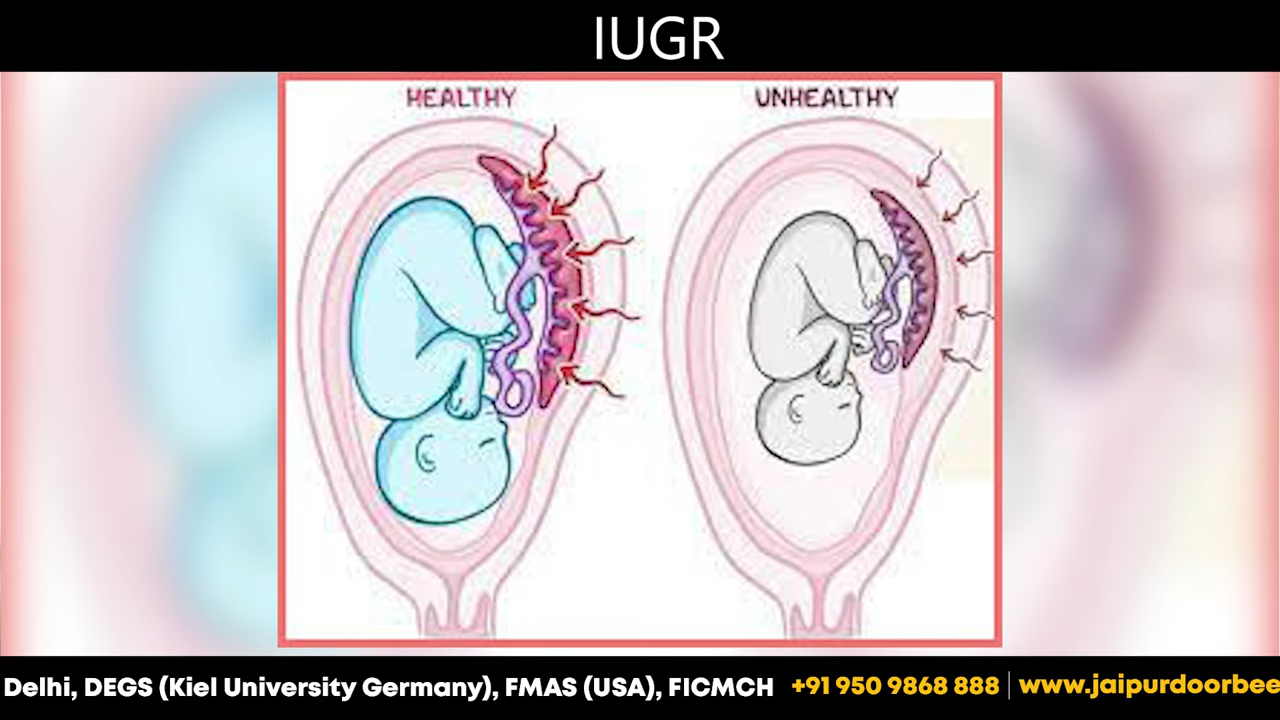 IUGR
HEALTHY
UNHEALTHY
Delhi, DEGS (Kiel University Germany), FMAS (USA), FICMCH +91 950 9868 888 www.jaipurdoorbee